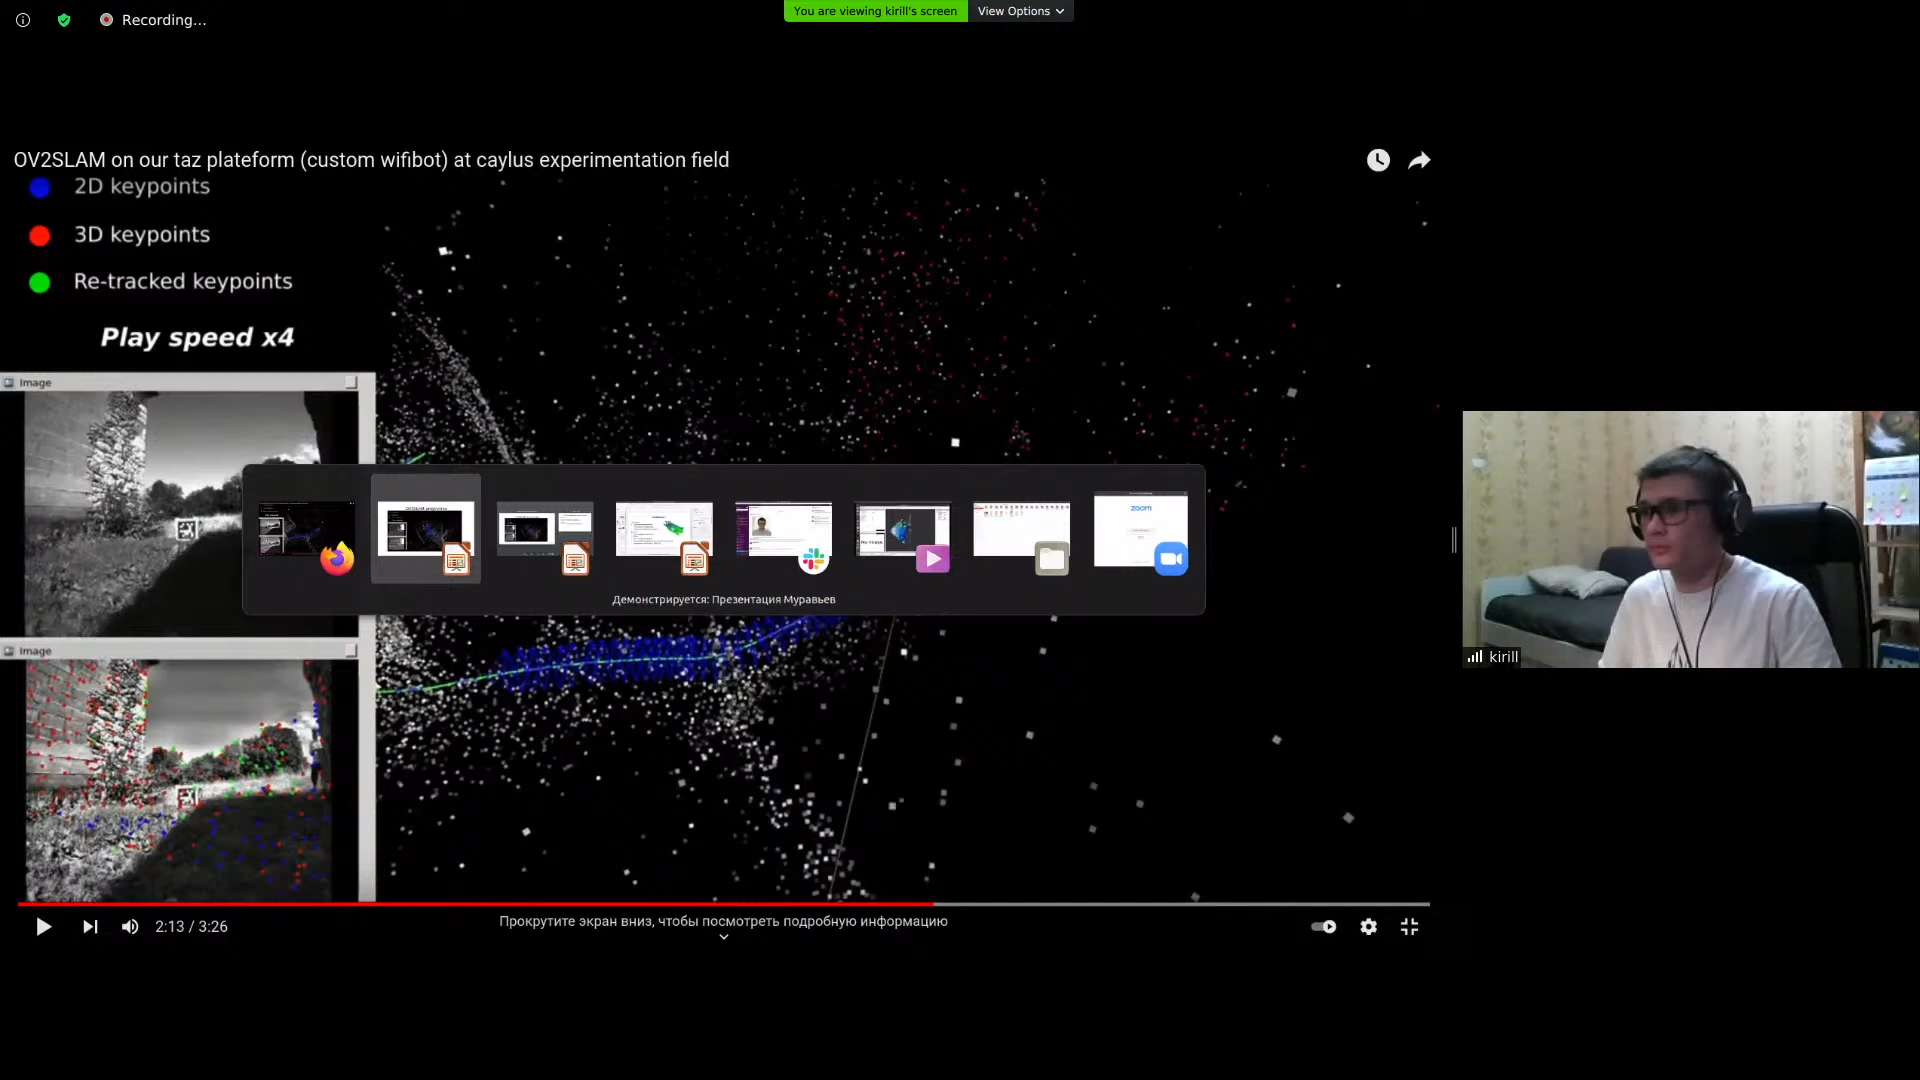 Recording...
You are viewing kirill's screen
View Options
OV2SLAM on our taz plateform (custom wifibot) at caylus experimentation field
2D keypoints
3D keypoints
Re-tracked keypoints
Play speed x4
Image
zoom
Демонстрируется: Презентация Муравьев
kirill
Image
2:13 / 3:26
Прокрутите экран вниз, чтобы посмотреть подробную информацию